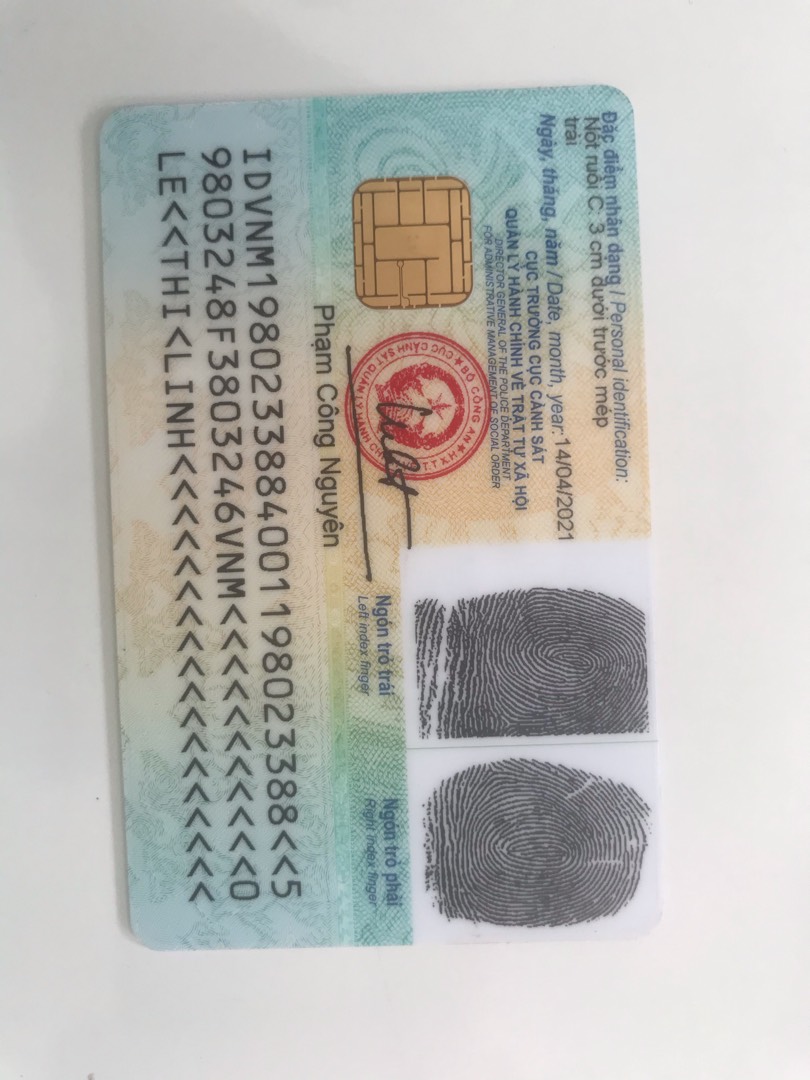 Đặc điểm nhân dạng / Personal identification:
Nốt ruồi C. 3 cm dưới trước mép
trái
Ngày, tháng, năm / Date, month, year: 14/04/2021
CỤC TRƯỞNG CỤC CẢNH SÁT
QUẢN LÝ HÀNH CHÍNH VỀ TRẬT TỰ XÃ HỘI
DIRECTOR GENERAL OF THE POLICE DEPARTMENT
FOR ADMINISTRATIVE MANAGEMENT OF SOCIAL ORDER
BỘ CÔNG AN
CỤC CẢNH SÁT QUẢN LÝ HÀNH CH
T.T.X.H
Phạm Công Nguyên
Ngón trỏ trái
Left index finger
Ngón trỏ phải
Right index finger
IDVNM1980233884001198023388<<5
9803248F3803246VNM<<<<<<<<<<<0
LE<<THI<LINH<<<<<<<<<<<<<<<<<<